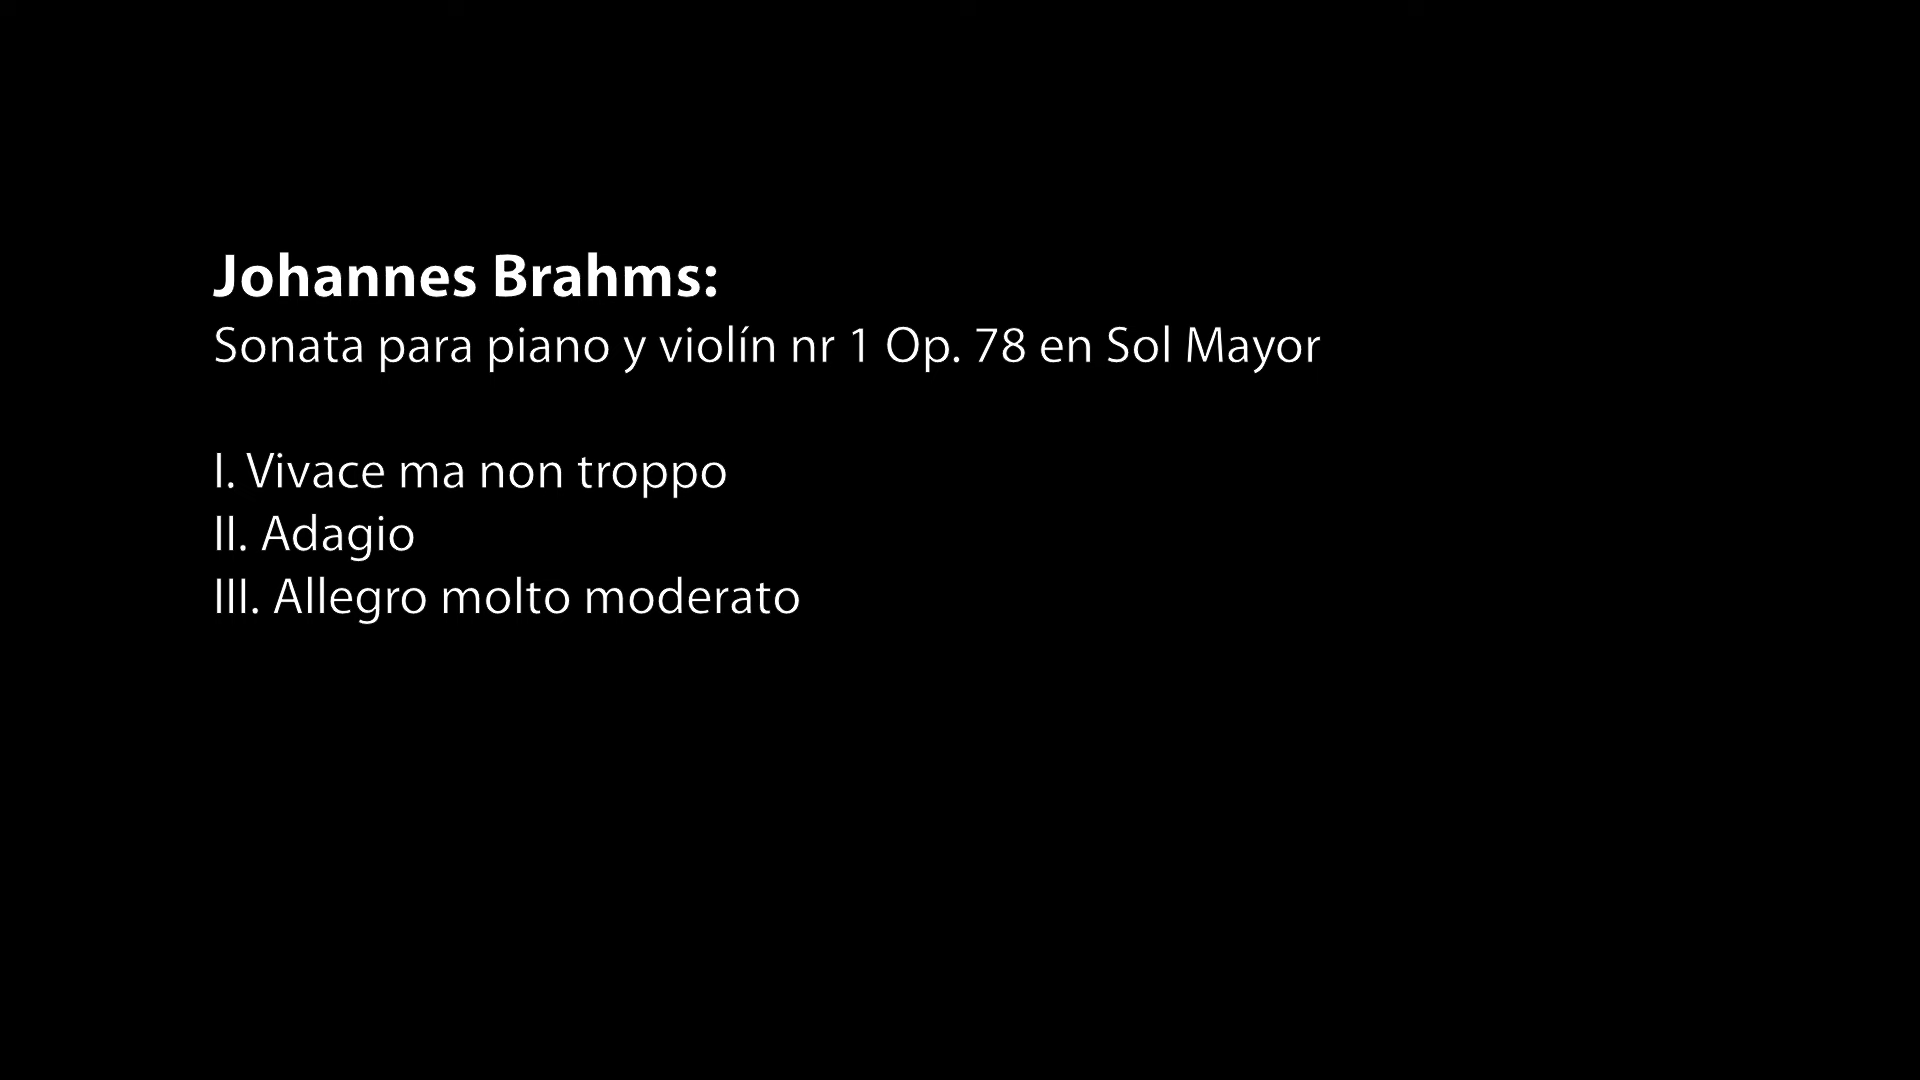 Johannes Brahms:
Sonata para piano y violín nr 1 Op. 78 en Sol Mayor
I. Vivace ma non troppo
II. Adagio
III. Allegro molto moderato